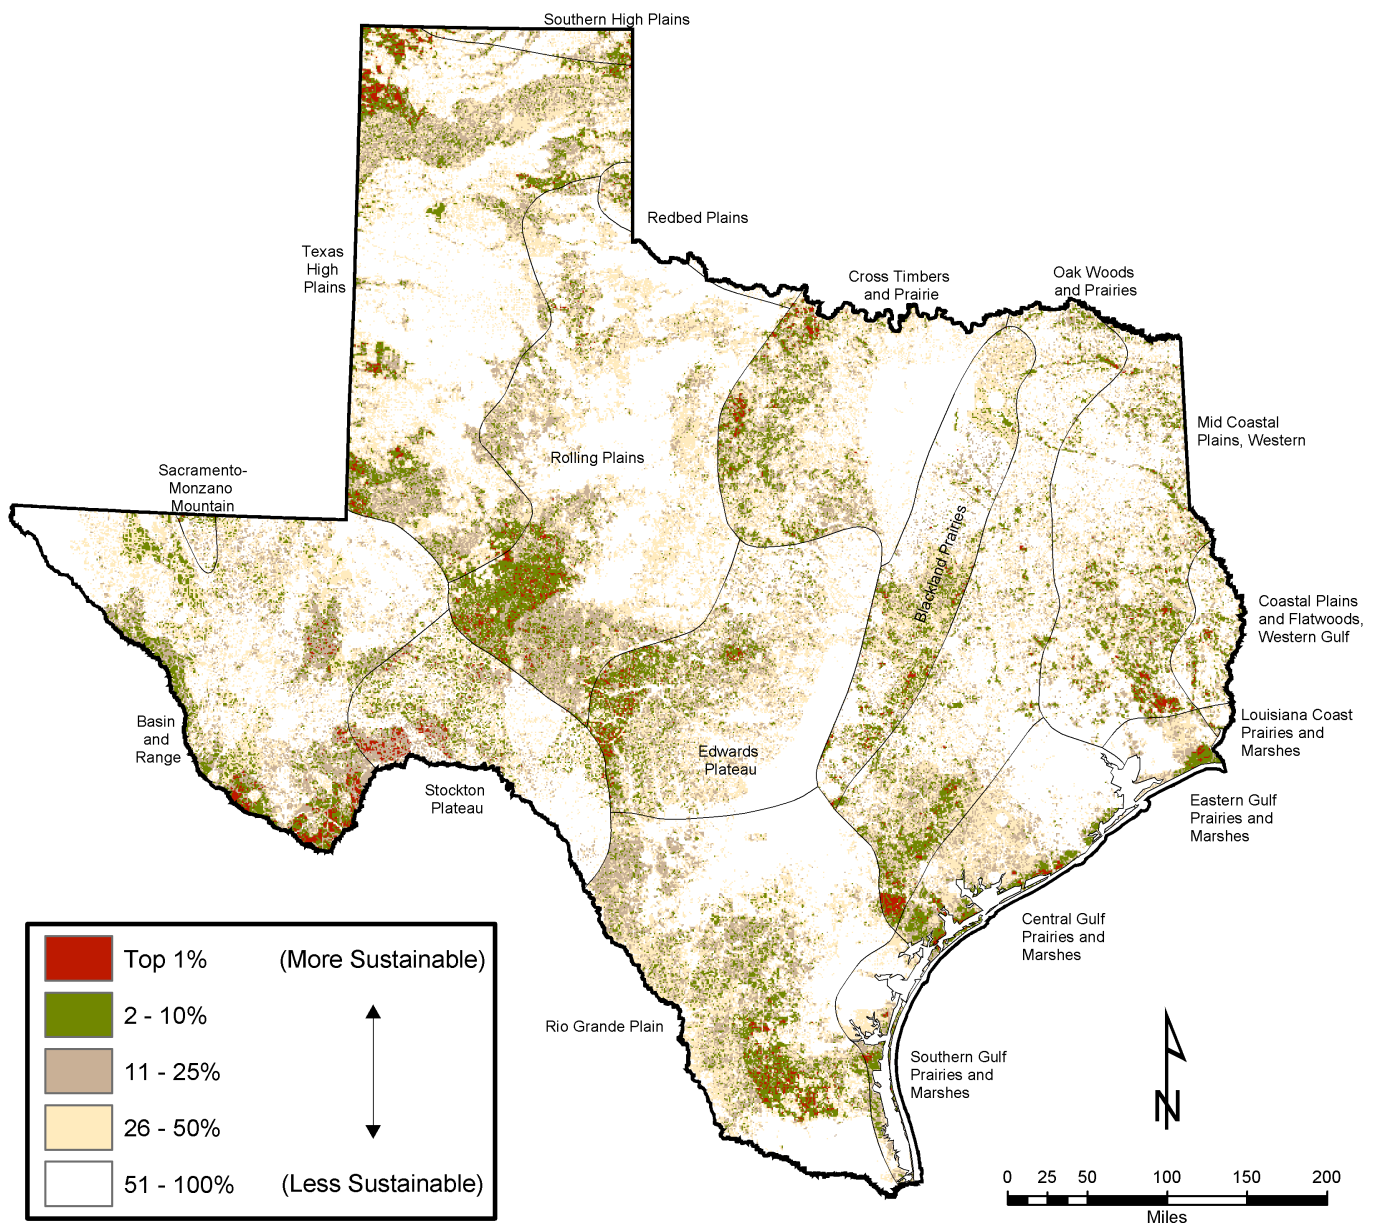 Southern High Plains
Redbed Plains
Texas
High
Plains
Cross Timbers
and Prairie
Oak Woods
and Prairies
Mid Coastal
Plains, Western
Rolling Plains
Sacramento-
Monzano
Mountain
Blackland Prairies
Coastal Plains
and Flatwoods,
Western Gulf
Basin
and
Range
Edwards
Plateau
Louisiana Coast
Prairies and
Marshes
Stockton
Plateau
Eastern Gulf
Prairies and
Marshes
Central Gulf
Prairies and
Marshes
Rio Grande Plain
Southern Gulf
Prairies and
Marshes
Top 1% (More Sustainable)
2 - 10%
11 - 25%
26 - 50%
51 - 100% (Less Sustainable)
N
0 25 50 100 150 200
Miles